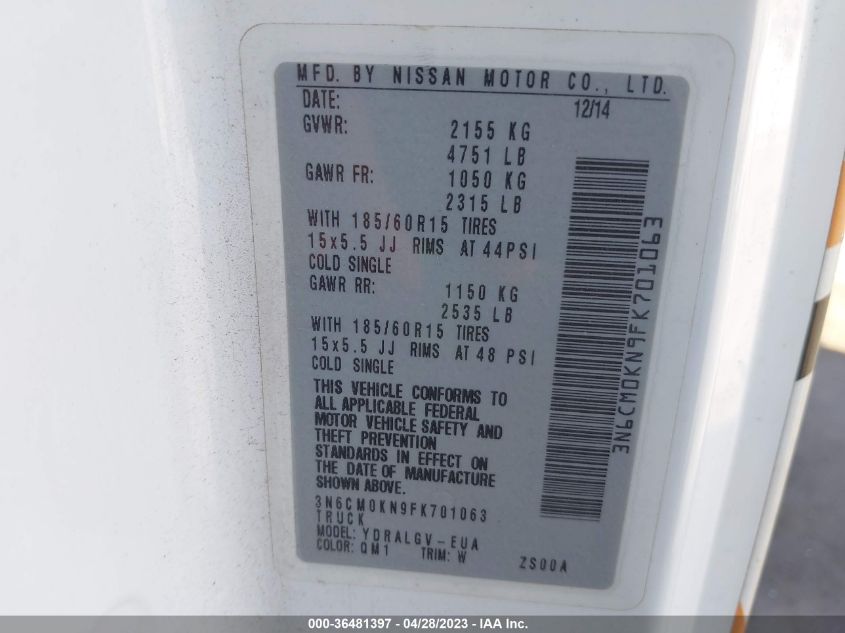 MFD. BY NISSAN MOTOR CO., LTD.
DATE: 12/14
GVWR: 2155 KG
4751 LB
GAWR FR: 1050 KG
2315 LB
WITH 185/60R15 TIRES
15x5.5 JJ RIMS AT 44PSI
COLD SINGLE
GAWR RR: 1150 KG
2535 LB
WITH 185/60R15 TIRES
15x5.5 JJ RIMS AT 48 PSI
COLD SINGLE
THIS VEHICLE CONFORMS TO
ALL APPLICABLE FEDERAL
MOTOR VEHICLE SAFETY AND
THEFT PREVENTION
STANDARDS IN EFFECT ON
THE DATE OF MANUFACTURE
SHOWN ABOVE.
3N6CM0KN9FK701063
TRUCK
MODEL: YDRALGV-EUA
COLOR: QM1 TRIM: W ZS00A
3N6CM0KN9FK701063
000-36481397 - 04/28/2023 - IAA Inc.